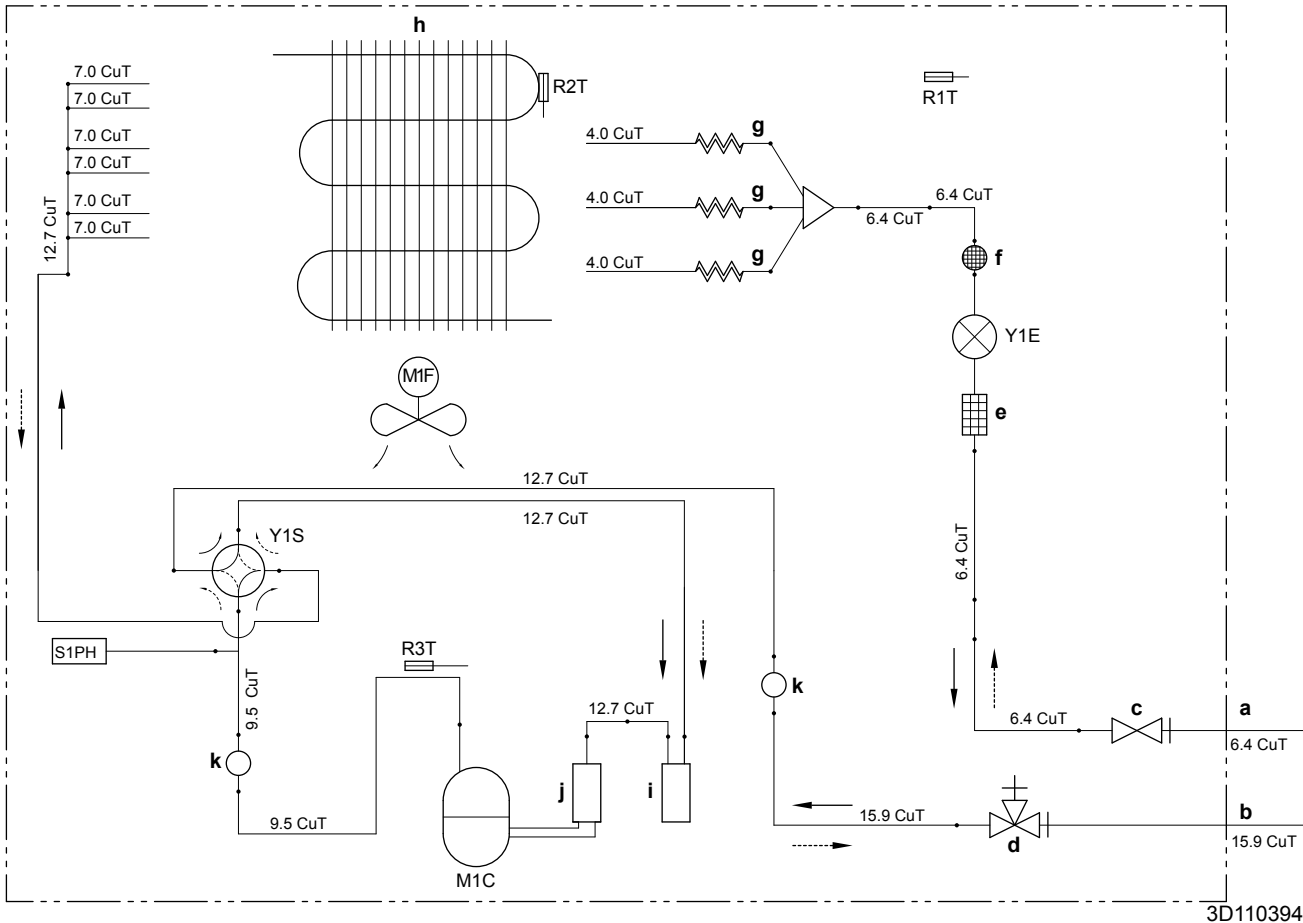 h
7.0 CuT
7.0 CuT
7.0 CuT
7.0 CuT
7.0 CuT
7.0 CuT
12.7 CuT
R2T
R1T
4.0 CuT
g
4.0 CuT
g
4.0 CuT
g
6.4 CuT
6.4 CuT
f
Y1E
e
M1F
12.7 CuT
12.7 CuT
Y1S
6.4 CuT
S1PH
R3T
9.5 CuT
k
k
12.7 CuT
6.4 CuT
c
a
6.4 CuT
j
i
9.5 CuT
M1C
15.9 CuT
d
b
15.9 CuT
3D110394